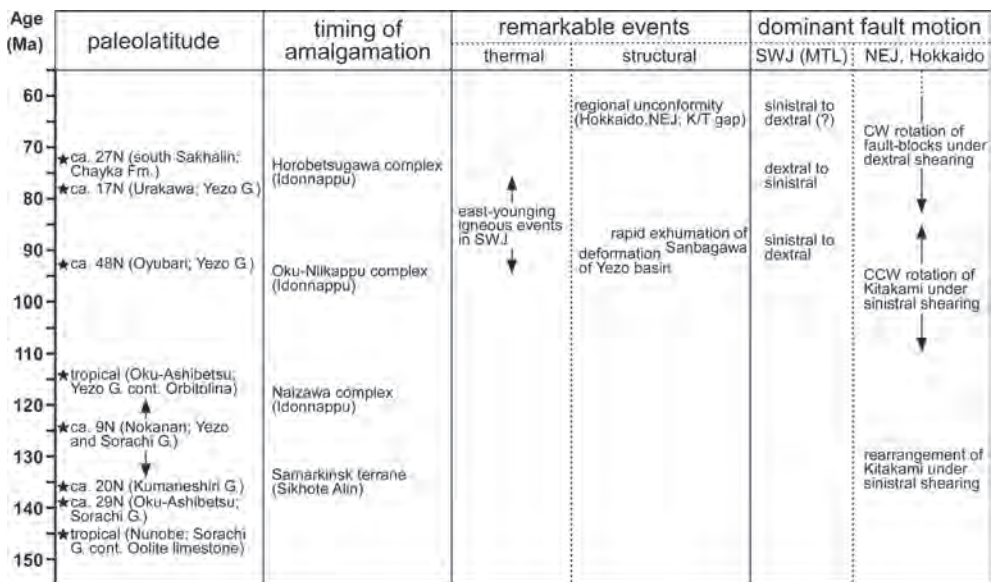 Age
(Ma)
paleolatitude
timing of
amalgamation
remarkable events
thermal
structural
dominant fault motion
SWJ (MTL)
NEJ, Hokkaido
60
70
80
90
100
110
120
130
140
150
★ca. 27N (south Sakhalin;
Chayka Fm.)
★ca. 17N (Urakawa; Yezo G.)
★ca. 48N (Oyubari; Yezo G.)
★tropical (Oku-Ashibetsu;
Yezo G. cont. Orbitolina)
★ca. 9N (Nokanan; Yezo
and Sorachi G.)
★ca. 20N (Kumaneshiri G.)
★ca. 29N (Oku-Ashibetsu;
Sorachi G.)
★tropical (Nunobe; Sorachi
G. cont. Oolite limestone)
Horobetsugawa complex
(Idonnappu)
Oku-Niikappu complex
(Idonnappu)
Naizawa complex
(Idonnappu)
Samarkinsk terrane
(Sikhote Alin)
east-younging
igneous events
in SWJ
regional unconformity
(Hokkaido, NEJ; K/T gap)
rapid exhumation of
Sanbagawa
deformation
of Yezo basin
sinistral to
dextral (?)
dextral to
sinistral
sinistral to
dextral
CW rotation of
fault-blocks under
dextral shearing
CCW rotation of
Kitakami under
sinistral shearing
rearrangement of
Kitakami under
sinistral shearing